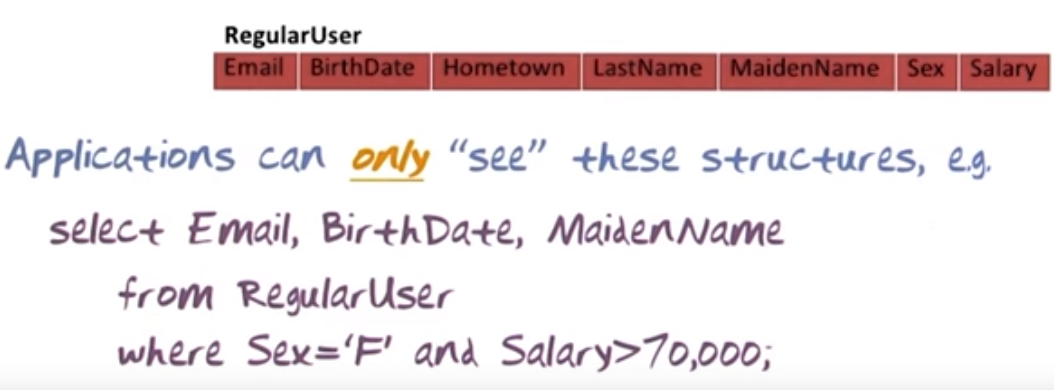 RegularUser
Email BirthDate Hometown LastName MaidenName Sex Salary
Applications can only “see” these structures, e.g.
select Email, BirthDate, MaidenName
from RegularUser
where Sex='F' and Salary>70,000;